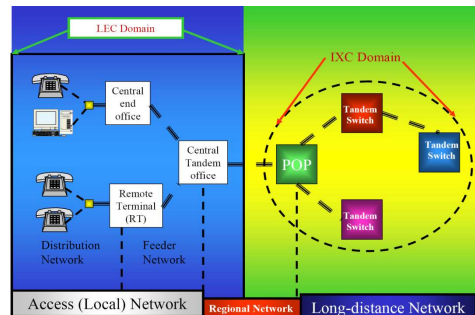 LEC Domain
IXC Domain
Central
end
office
Tandem
Switch
Central
Tandem
office
POP
Tandem
Switch
Remote
Terminal
(RT)
Tandem
Switch
Distribution
Network
Feeder
Network
Access (Local) Network
Regional Network
Long-distance Network